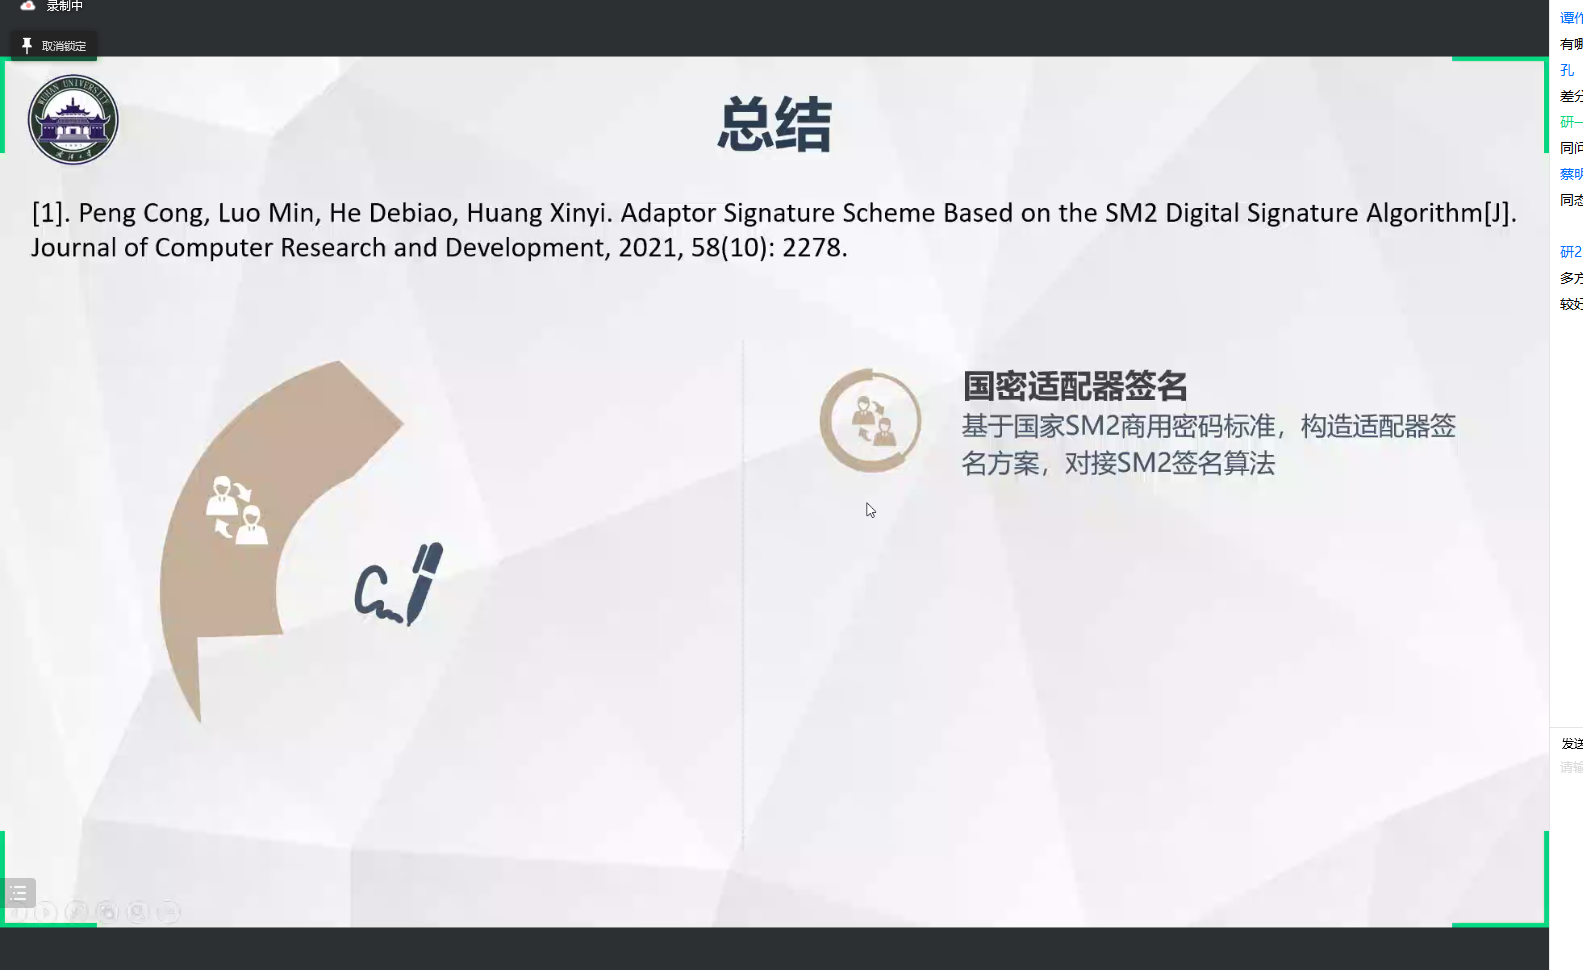 录制中
取消锁定
WUHAN UNIVERSITY
总结
[1]. Peng Cong, Luo Min, He Debiao, Huang Xinyi. Adaptor Signature Scheme Based on the SM2 Digital Signature Algorithm[J].
Journal of Computer Research and Development, 2021, 58(10): 2278.
国密适配器签名
基于国家SM2商用密码标准，构造适配器签
名方案，对接SM2签名算法
谭
有哪
孔
差分
研一
同问
蔡明
同态
研2
多方
较好
发送
请输